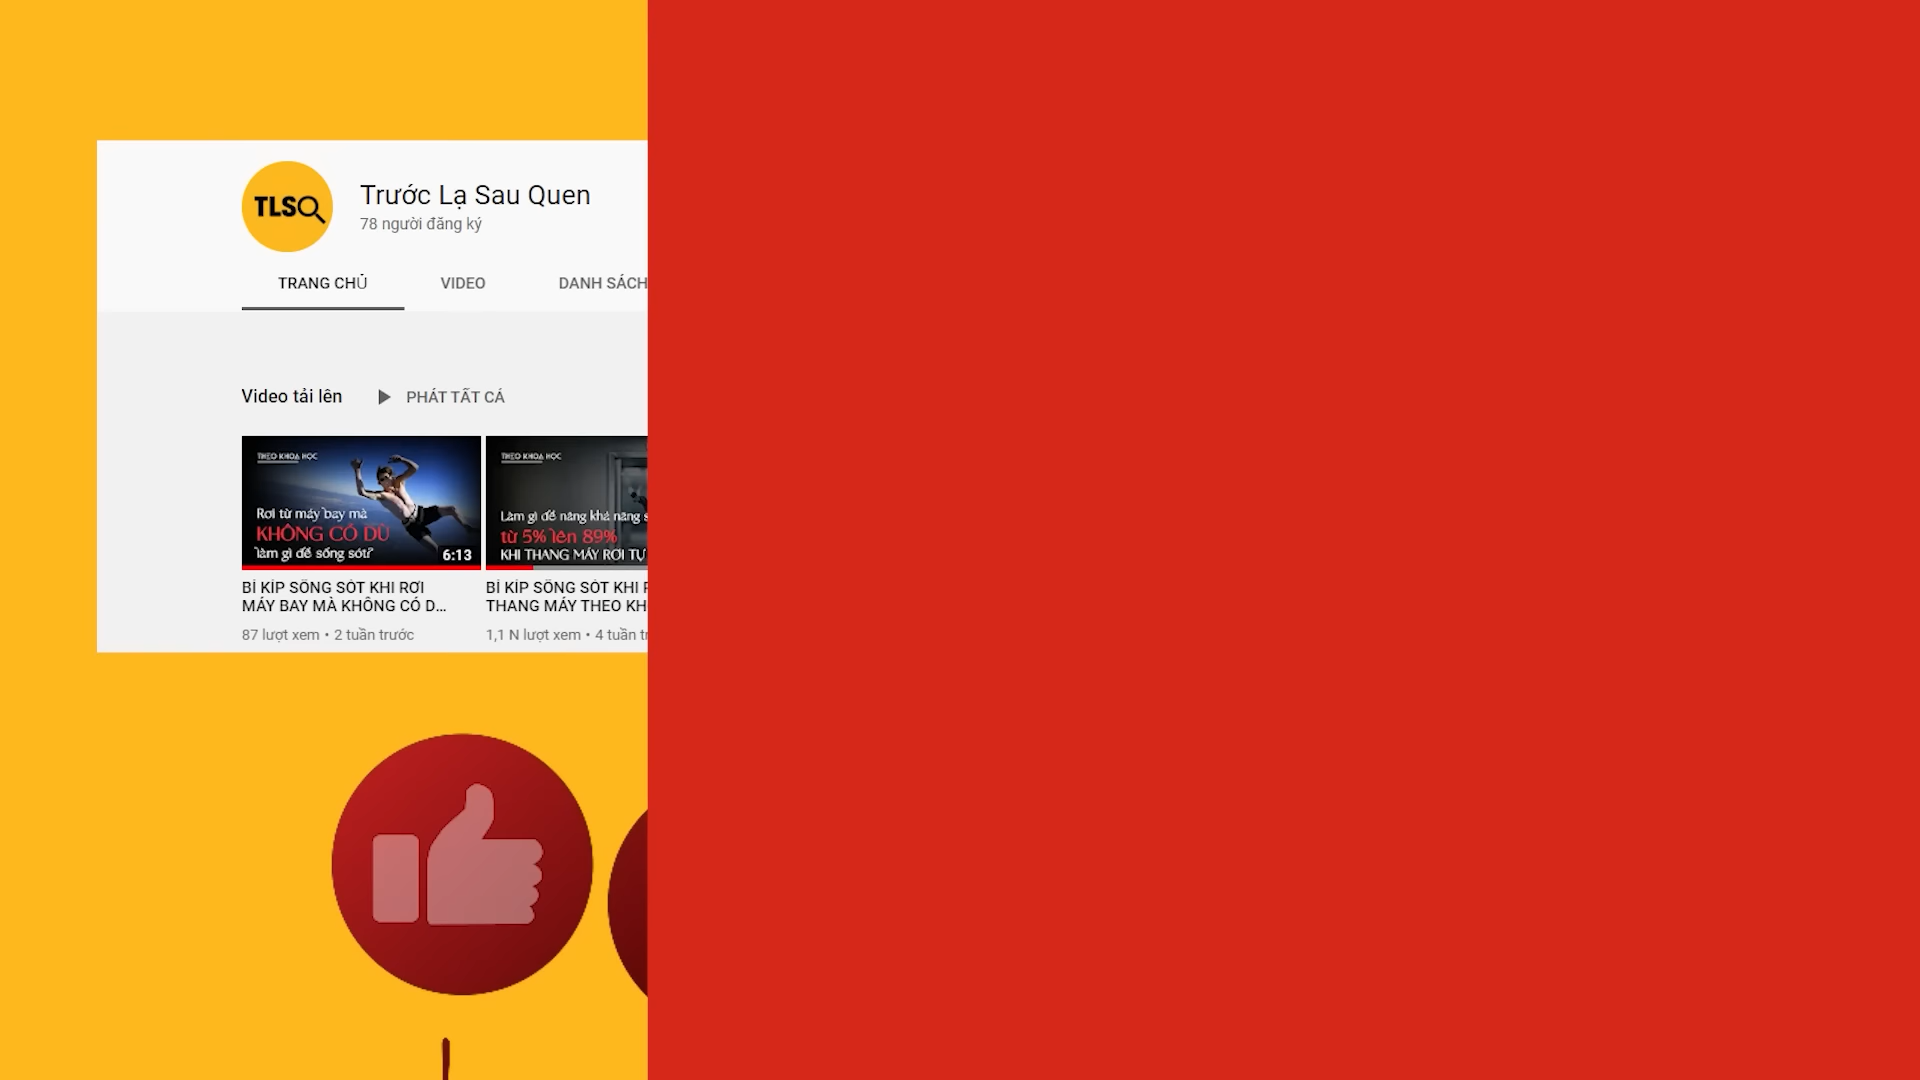 TLSQ
Trước Lạ Sau Quen
78 người đăng ký
TRANG CHỦ
VIDEO
DANH SÁCH
Video tải lên
PHÁT TẤT CẢ
THEO KHOA HỌC
Rơi từ máy bay mà
KHÔNG CÓ DÙ
làm gì để sống sót?
6:13
THEO KHOA HỌC
Làm gì để nâng khả năng s
từ 5% lên 89%
KHI THANG MÁY RƠI TỰ
BÍ KÍP SỐNG SÓT KHI RƠI
MÁY BAY MÀ KHÔNG CÓ D...
87 lượt xem • 2 tuần trước
BÍ KÍP SỐNG SÓT KHI
THANG MÁY THEO KH
1,1 N lượt xem • 4 tuần